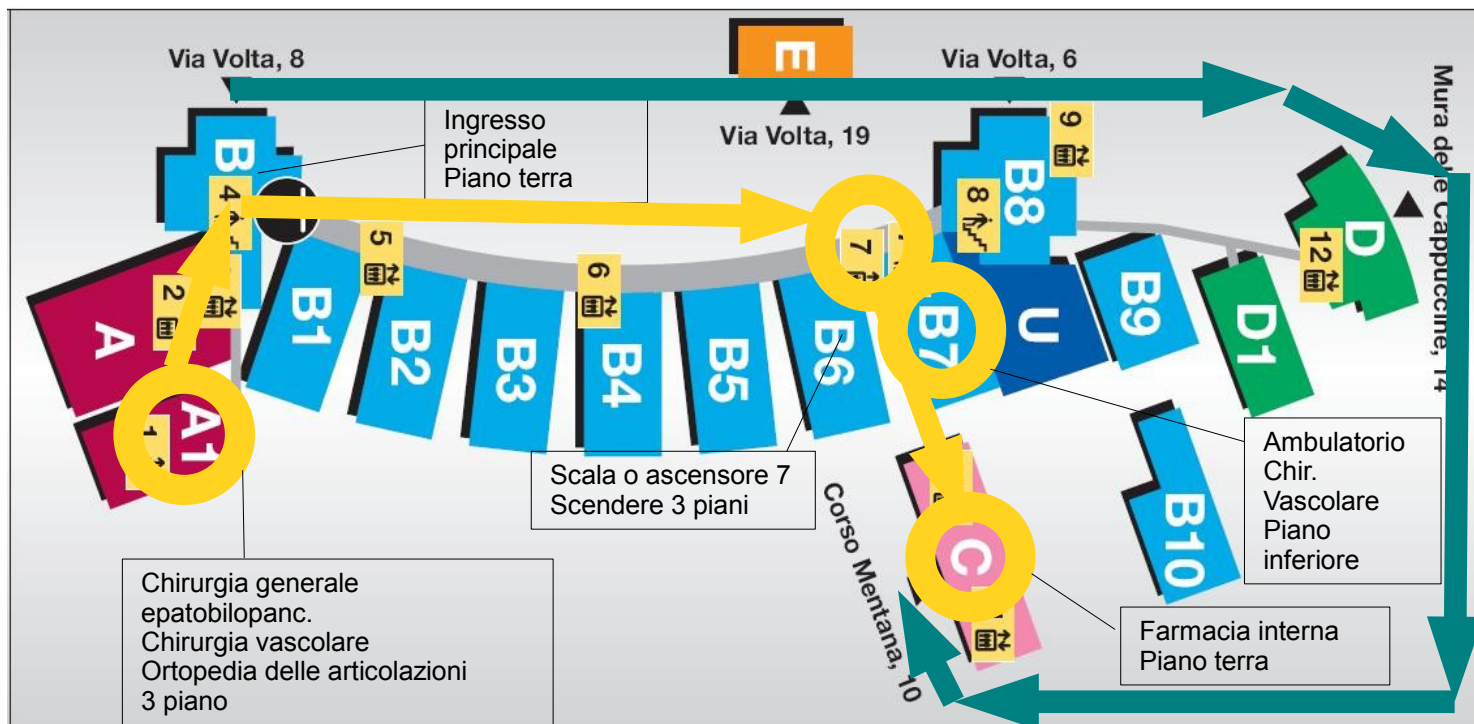 Via Volta, 8
Via Volta, 6
E
Via Volta, 19
Mura delle Cappuccine, 14
Ingresso
principale
Piano terra
B
4
9
B8
8
D
12
5
6
7
2
A
B1
B2
B3
B4
B5
B6
B7
U
B9
D1
A1
1
Scala o ascensore 7
Scendere 3 piani
Ambulatorio
Chir.
Vascolare
Piano
inferiore
Corso Mentana, 10
C
B10
Chirurgia generale
epatobilopanc.
Chirurgia vascolare
Ortopedia delle articolazioni
3 piano
Farmacia interna
Piano terra